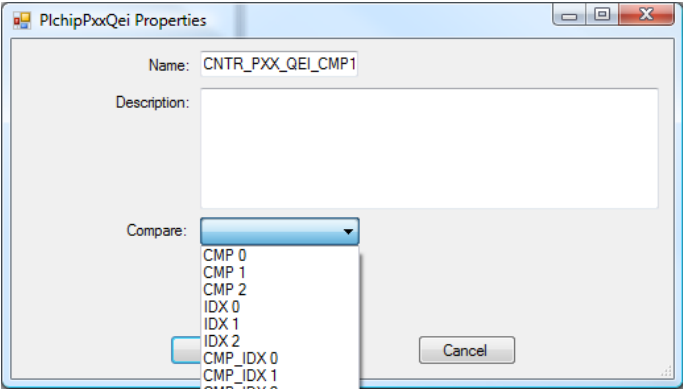 PlchipPxxQei Properties
Name: CNTR_PXX_QEI_CMP1
Description:
Compare:
CMP 0
CMP 1
CMP 2
IDX 0
IDX 1
IDX 2
CMP_IDX 0
CMP_IDX 1
Cancel